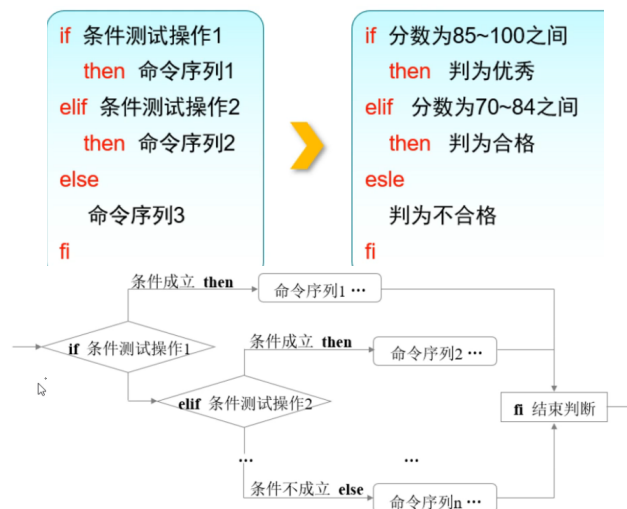 if 条件测试操作1
then 命令序列1
elif 条件测试操作2
then 命令序列2
else
命令序列3
fi
if 分数为85~100之间
then 判为优秀
elif 分数为70~84之间
then 判为合格
esle
判为不合格
fi
条件成立 then
命令序列1 …
if 条件测试操作1
条件成立 then
命令序列2 …
elif 条件测试操作2
fi 结束判断
… …
条件不成立 else
命令序列n …